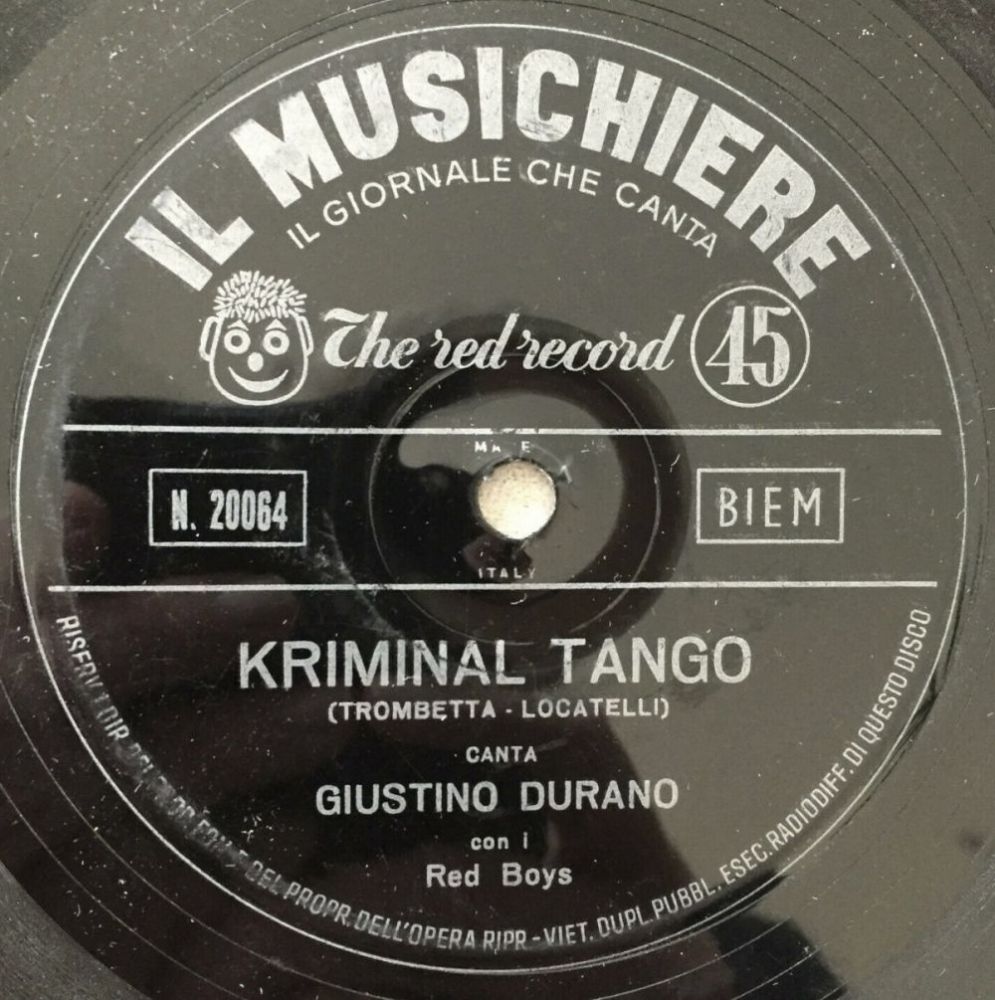 IL MUSICHIERE
IL GIORNALE CHE CANTA
The red record 45
MADE
N. 20064
BIEM
ITALY
KRIMINAL TANGO
(TROMBETTA - LOCATELLI)
CANTA
GIUSTINO DURANO
con i
Red Boys
DEL PROPR. DELL'OPERA RIPR - VIET. DUPL. PUBBL. ESEC. RADIODIFF. DI QUESTO DISCO